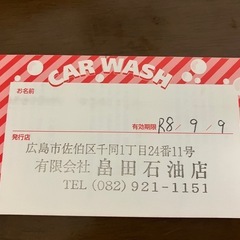 CAR WASH
お名前
有効期限 R8/9/9
発行店
広島市佐伯区千同1丁目24番11号
有限会社 畠田石油店
TEL (082) 921-1151